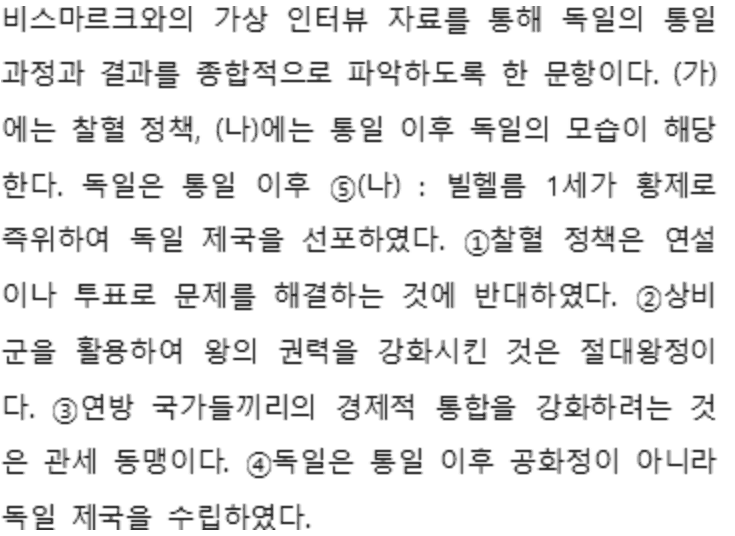 비스마르크와의 가상 인터뷰 자료를 통해 독일의 통일
과정과 결과를 종합적으로 파악하도록 한 문항이다. (가)
에는 찰혈 정책, (나)에는 통일 이후 독일의 모습이 해당
한다. 독일은 통일 이후 ⑤(나) : 빌헬름 1세가 황제로
즉위하여 독일 제국을 선포하였다. ①찰혈 정책은 연설
이나 투표로 문제를 해결하는 것에 반대하였다. ②상비
군을 활용하여 왕의 권력을 강화시킨 것은 절대왕정이
다. ③연방 국가들끼리의 경제적 통합을 강화하려는 것
은 관세 동맹이다. ④독일은 통일 이후 공화정이 아니라
독일 제국을 수립하였다.